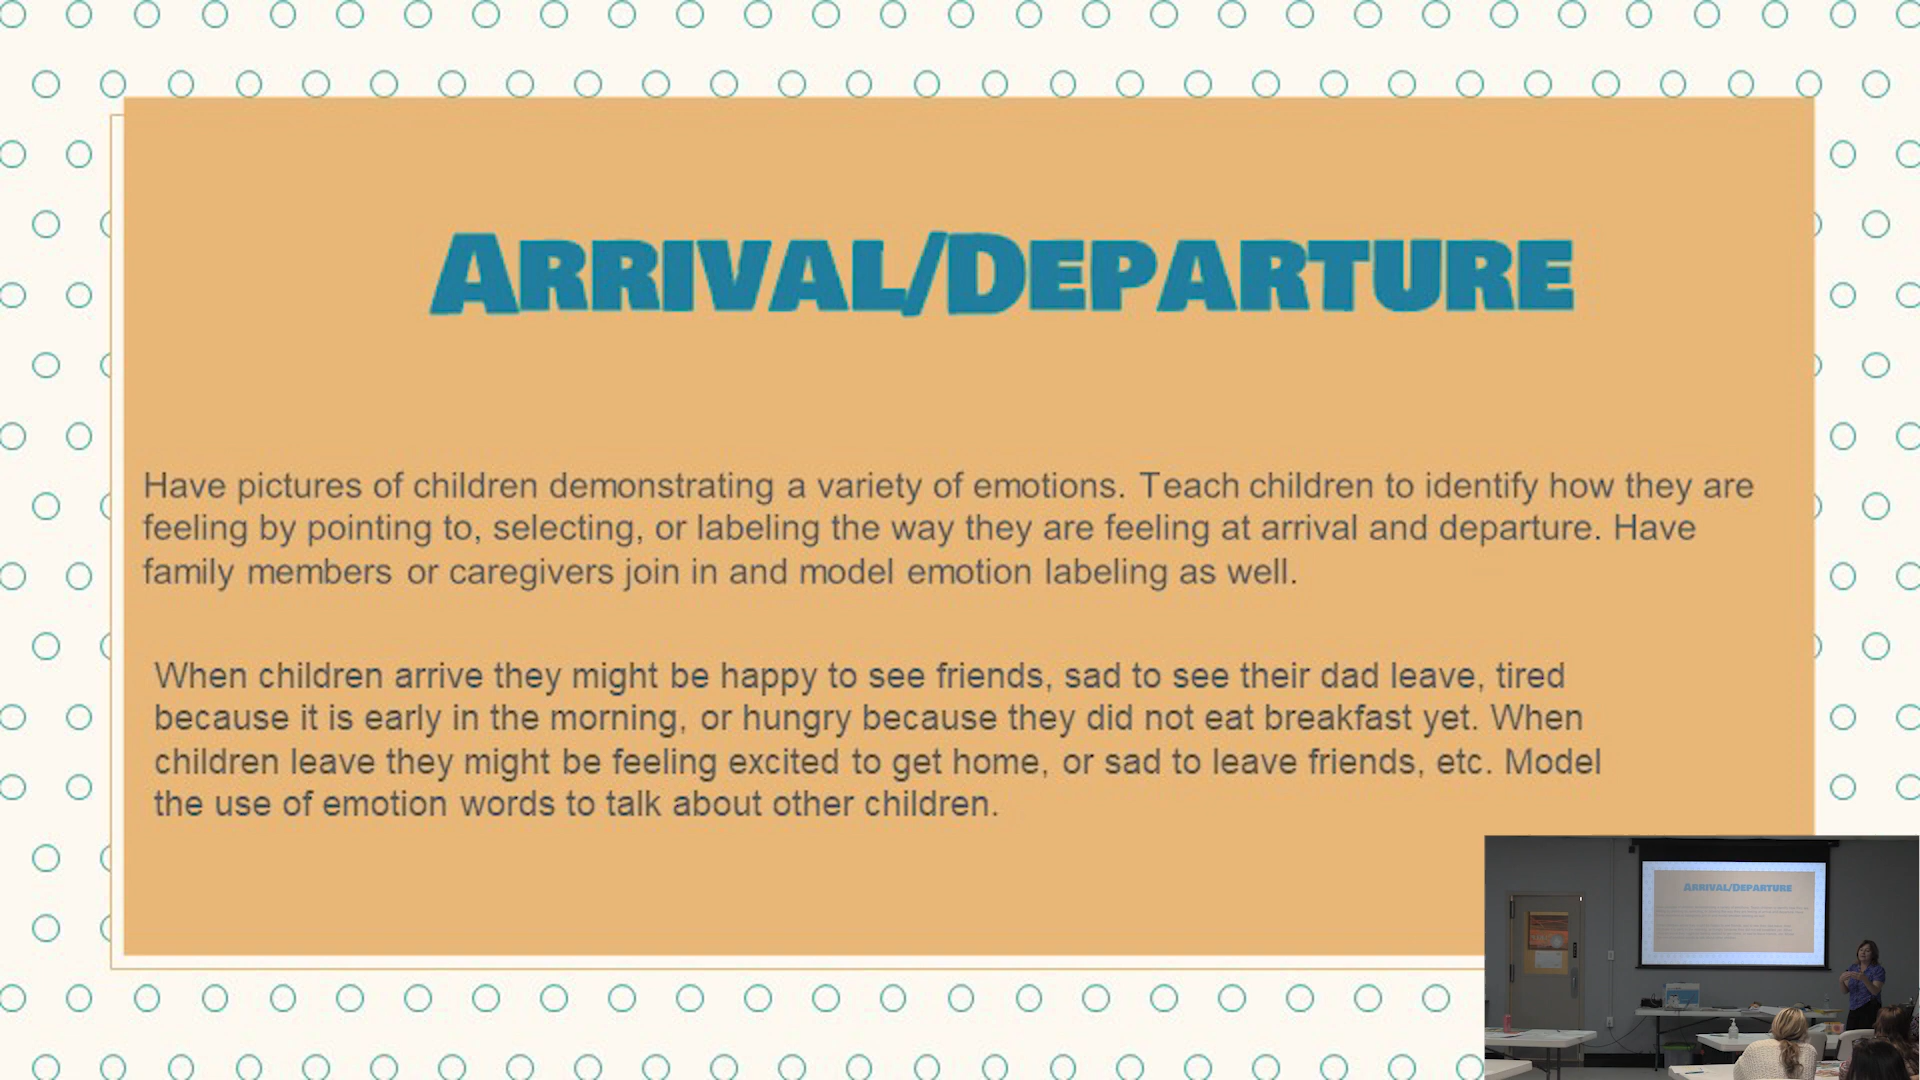 ARRIVAL/DEPARTURE
Have pictures of children demonstrating a variety of emotions. Teach children to identify how they are
feeling by pointing to, selecting, or labeling the way they are feeling at arrival and departure. Have
family members or caregivers join in and model emotion labeling as well.
When children arrive they might be happy to see friends, sad to see their dad leave, tired
because it is early in the morning, or hungry because they did not eat breakfast yet. When
children leave they might be feeling excited to get home, or sad to leave friends, etc. Model
the use of emotion words to talk about other children.
ARRIVAL/DEPARTURE